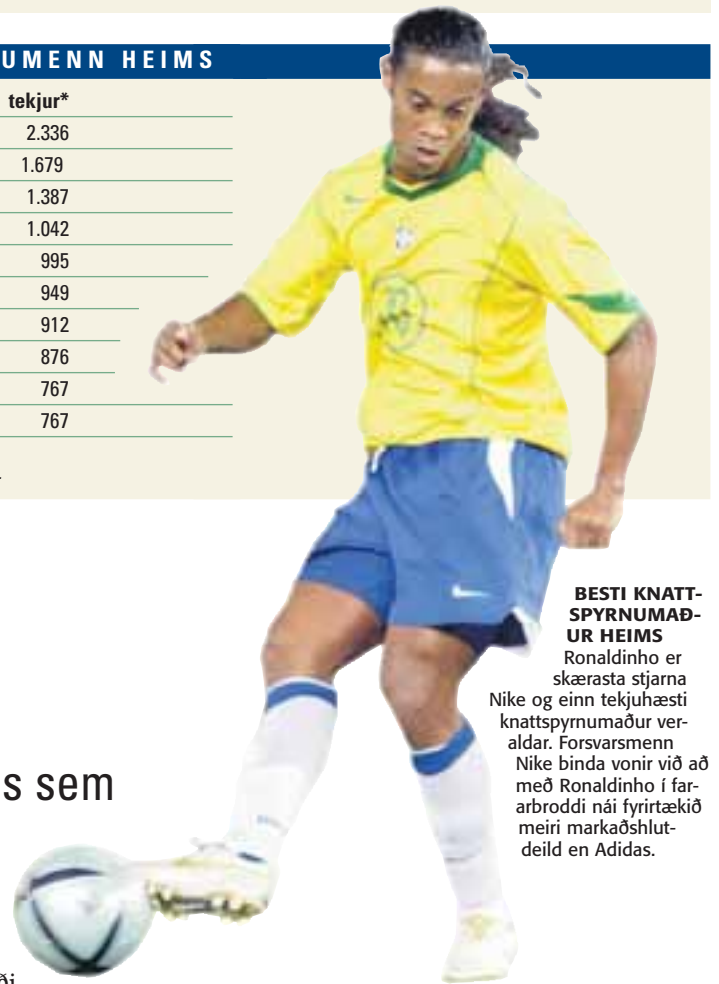 UMENN HEIMS
tekjur*
2.336
1.679
1.387
1.042
995
949
912
876
767
767
BESTI KNATT-
SPYRNUMAÐ-
UR HEIMS
Ronaldinho er
skærasta stjarna
Nike og einn tekjuhæsti
knattspyrnumaður ver-
aldar. Forsvarsmenn
Nike binda vonir við að
með Ronaldinho í far-
arbroddi nái fyrirtækið
meiri markaðshlut-
deild en Adidas.
s sem